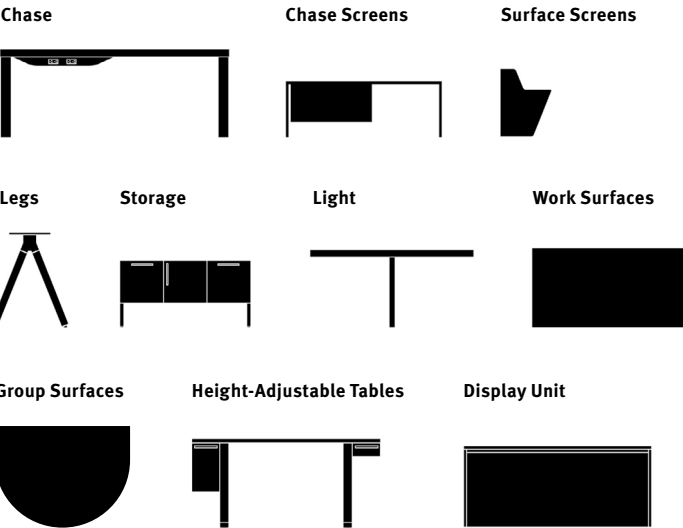 Chase
Chase Screens
Surface Screens
Legs
Storage
Light
Work Surfaces
Group Surfaces
Height-Adjustable Tables
Display Unit